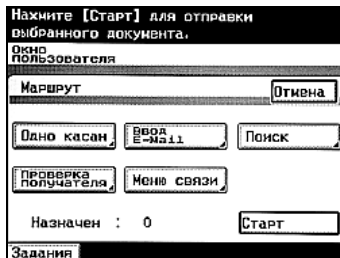 Нажмите [Старт] для отправки
выбранного документа.
Окно
пользователя
Маршрут
Отмена
Одно касан.
Ввод
E-Mail
Поиск
Проверка
получателя
Меню связи
Назначен : 0
Старт
Задания